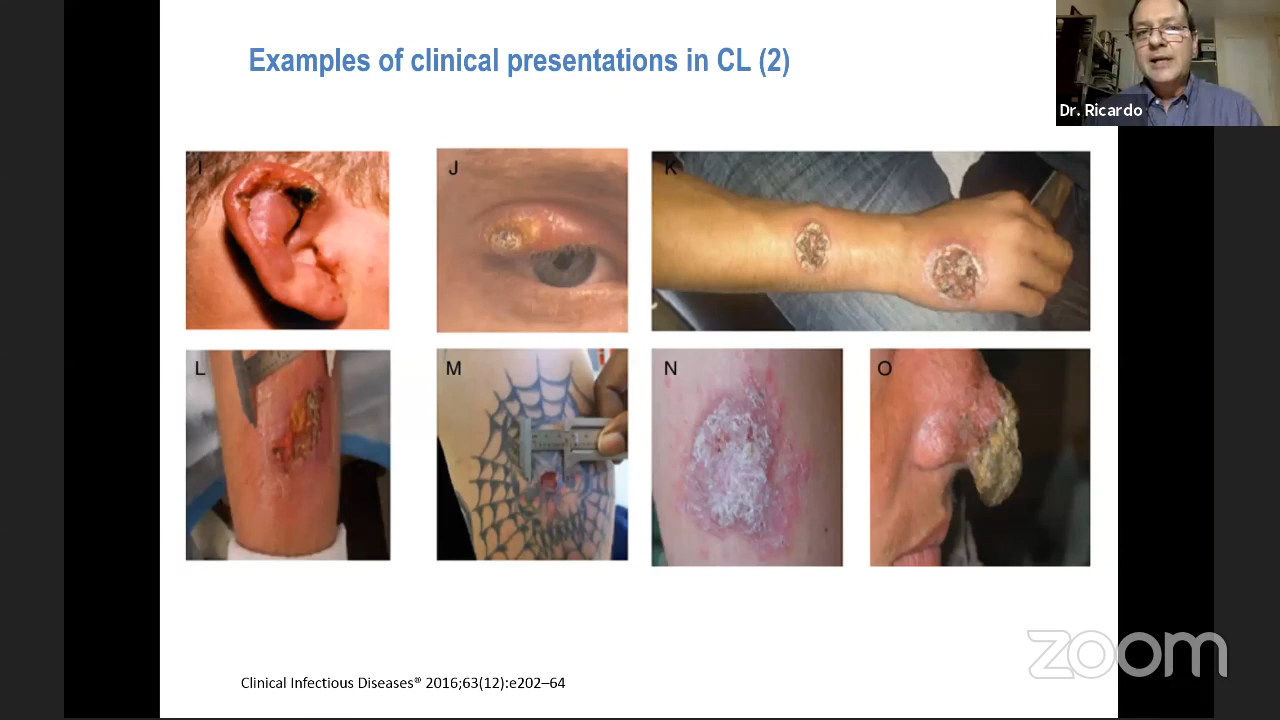 Examples of clinical presentations in CL (2)
Dr. Ricardo
I
J
K
L
M
N
O
zoom
Clinical Infectious Diseases® 2016;63(12):e202–64